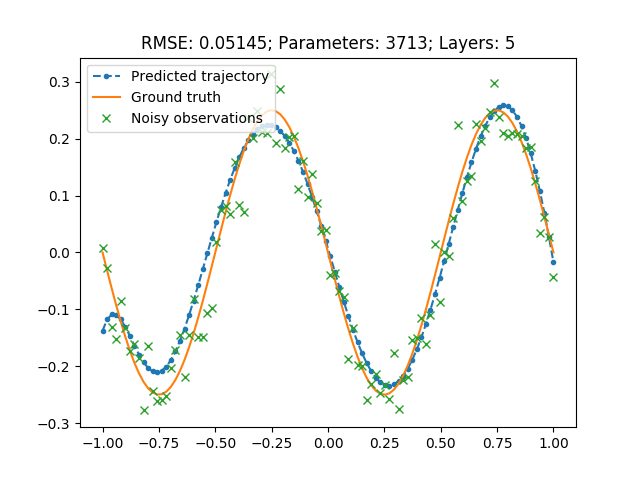 RMSE: 0.05145; Parameters: 3713; Layers: 5
Predicted trajectory
Ground truth
Noisy observations
0.3
0.2
0.1
0.0
−0.1
−0.2
−0.3
−1.00 −0.75 −0.50 −0.25 0.00 0.25 0.50 0.75 1.00